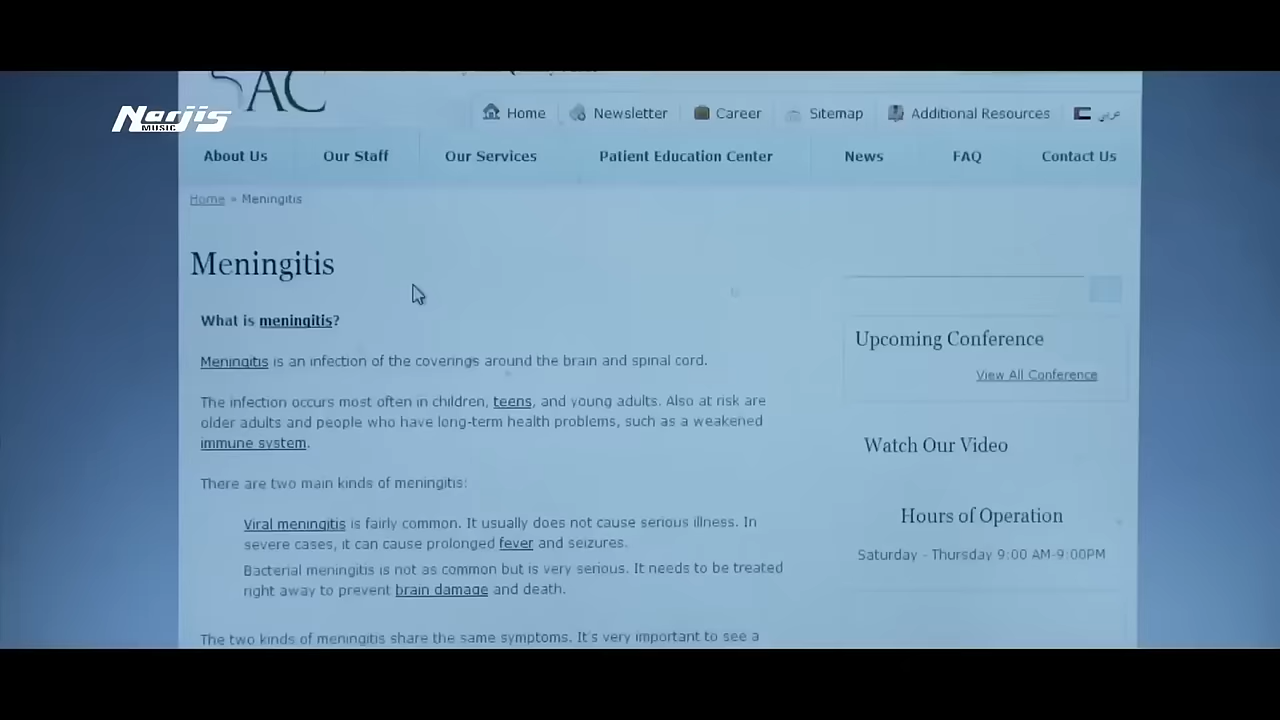 AC
Narjis
MUSIC
Home Newsletter Career Sitemap Additional Resources عربي
About Us Our Staff Our Services Patient Education Center News FAQ Contact Us
Home » Meningitis
Meningitis
What is meningitis?
Meningitis is an infection of the coverings around the brain and spinal cord.
The infection occurs most often in children, teens, and young adults. Also at risk are
older adults and people who have long-term health problems, such as a weakened
immune system.
There are two main kinds of meningitis:
Viral meningitis is fairly common. It usually does not cause serious illness. In
severe cases, it can cause prolonged fever and seizures.
Bacterial meningitis is not as common but is very serious. It needs to be treated
right away to prevent brain damage and death.
The two kinds of meningitis share the same symptoms. It's very important to see a
Upcoming Conference
View All Conference
Watch Our Video
Hours of Operation
Saturday - Thursday 9:00 AM-9:00PM